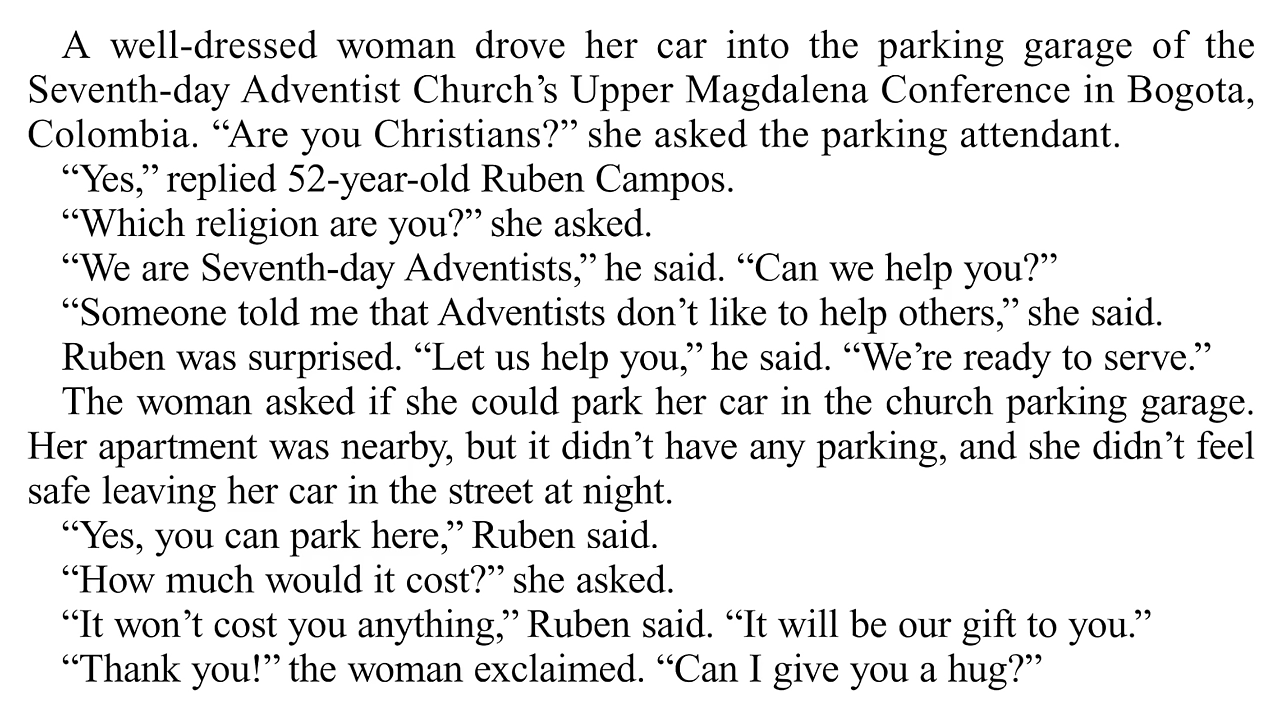 A well-dressed woman drove her car into the parking garage of the
Seventh-day Adventist Church’s Upper Magdalena Conference in Bogota,
Colombia. “Are you Christians?” she asked the parking attendant.
“Yes,” replied 52-year-old Ruben Campos.
“Which religion are you?” she asked.
“We are Seventh-day Adventists,” he said. “Can we help you?”
“Someone told me that Adventists don’t like to help others,” she said.
Ruben was surprised. “Let us help you,” he said. “We’re ready to serve.”
The woman asked if she could park her car in the church parking garage.
Her apartment was nearby, but it didn’t have any parking, and she didn’t feel
safe leaving her car in the street at night.
“Yes, you can park here,” Ruben said.
“How much would it cost?” she asked.
“It won’t cost you anything,” Ruben said. “It will be our gift to you.”
“Thank you!” the woman exclaimed. “Can I give you a hug?”